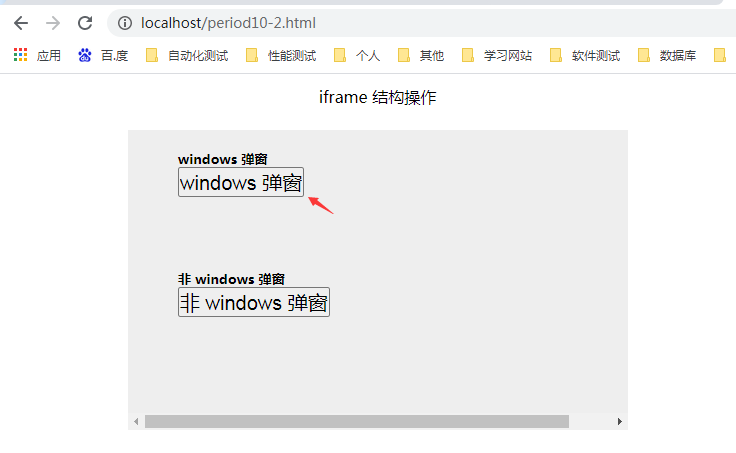 localhost/period10-2.html
应用 百度 自动化测试 性能测试 个人 其他 学习网站 软件测试 数据库
iframe 结构操作
windows 弹窗
windows 弹窗
非 windows 弹窗
非 windows 弹窗